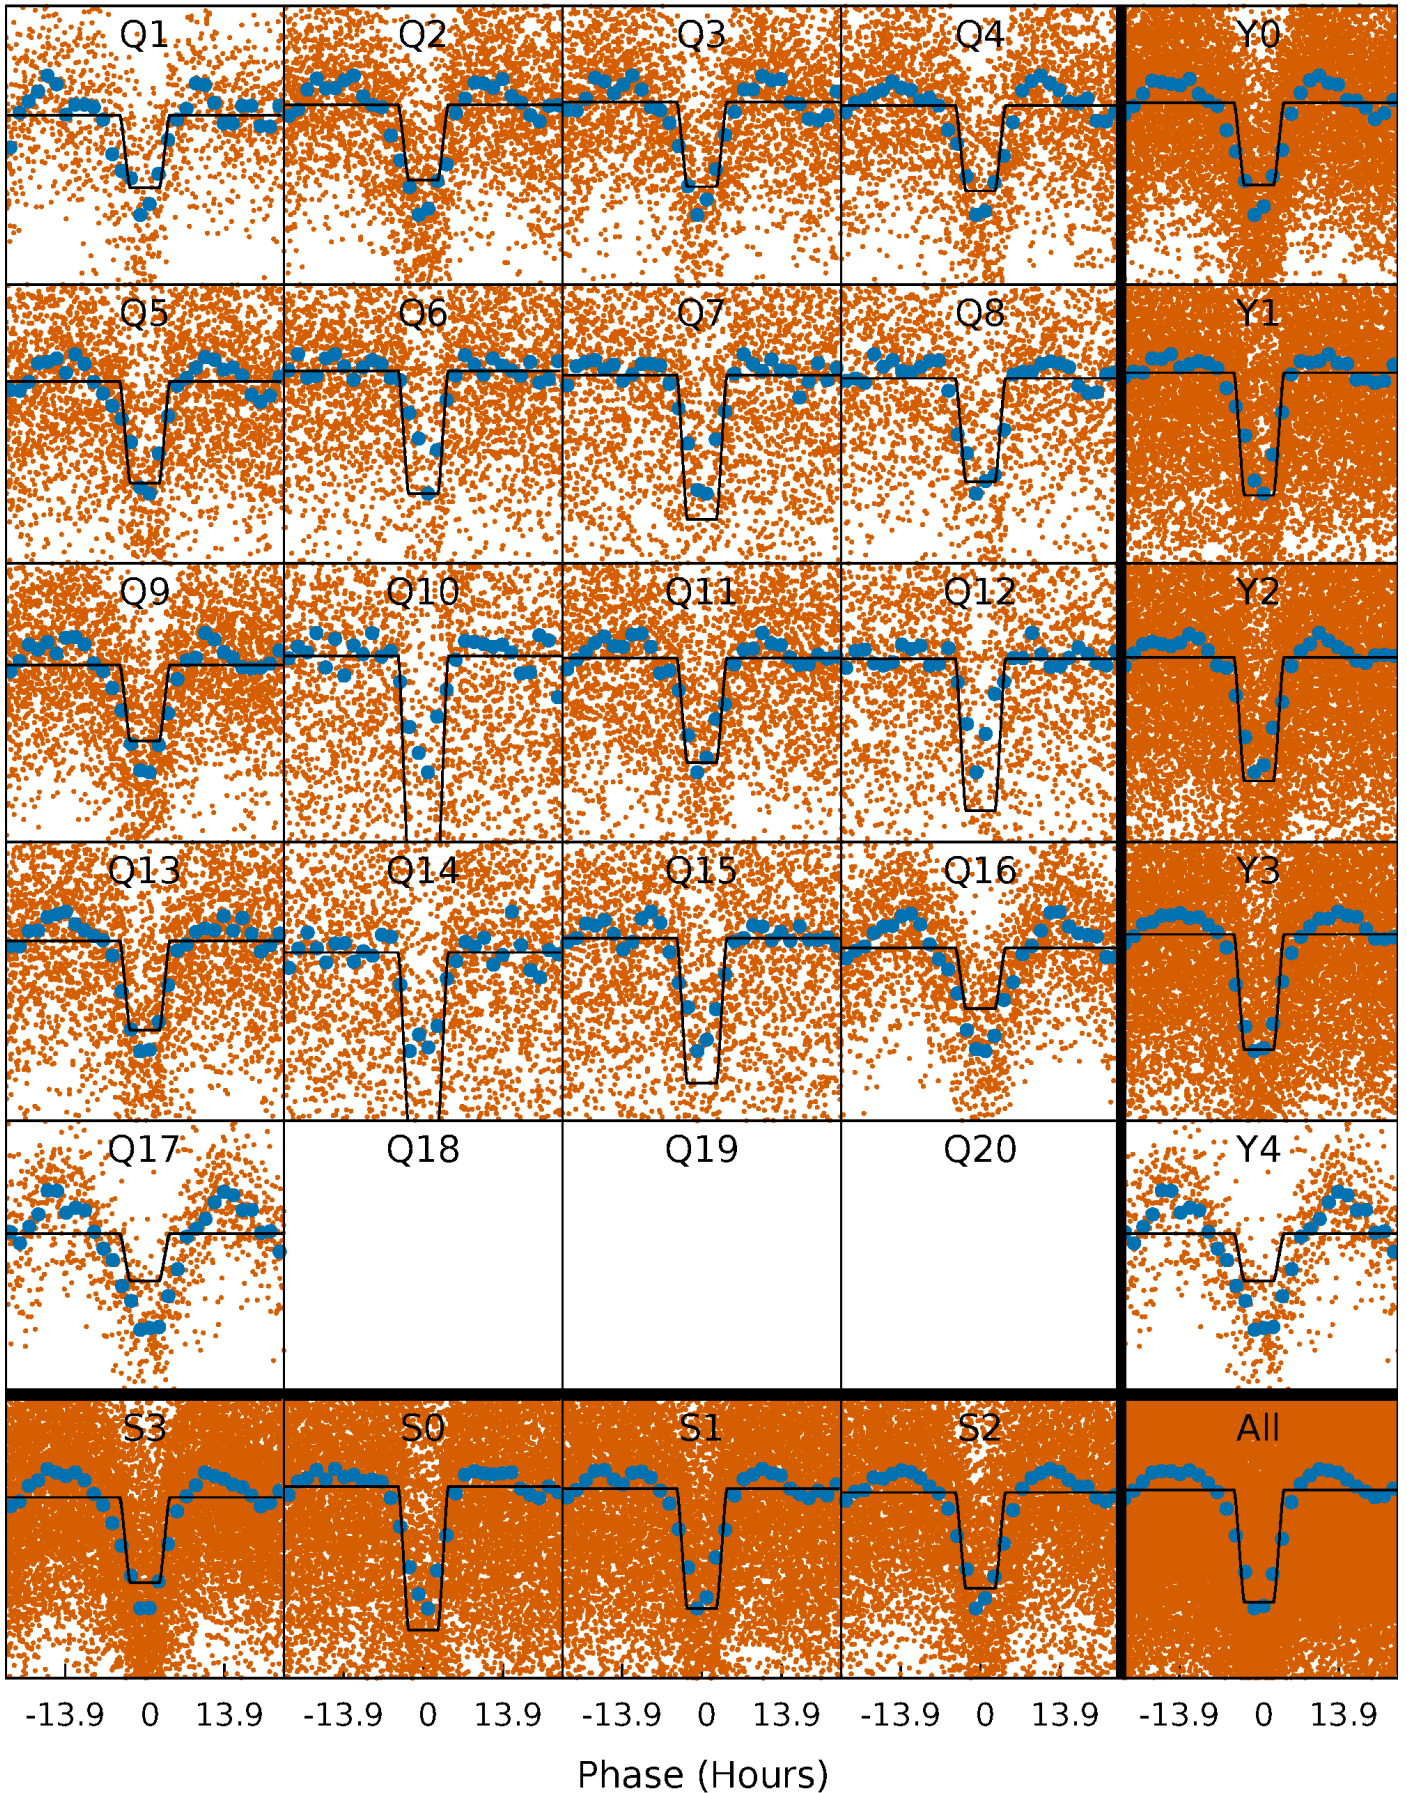 Q1 Q2 Q3 Q4 Y0
Q5 Q6 Q7 Q8 Y1
Q9 Q10 Q11 Q12 Y2
Q13 Q14 Q15 Q16 Y3
Q17 Q18 Q19 Q20 Y4
S3 S0 S1 S2 All
-13.9 0 13.9 -13.9 0 13.9 -13.9 0 13.9 -13.9 0 13.9 -13.9 0 13.9
Phase (Hours)